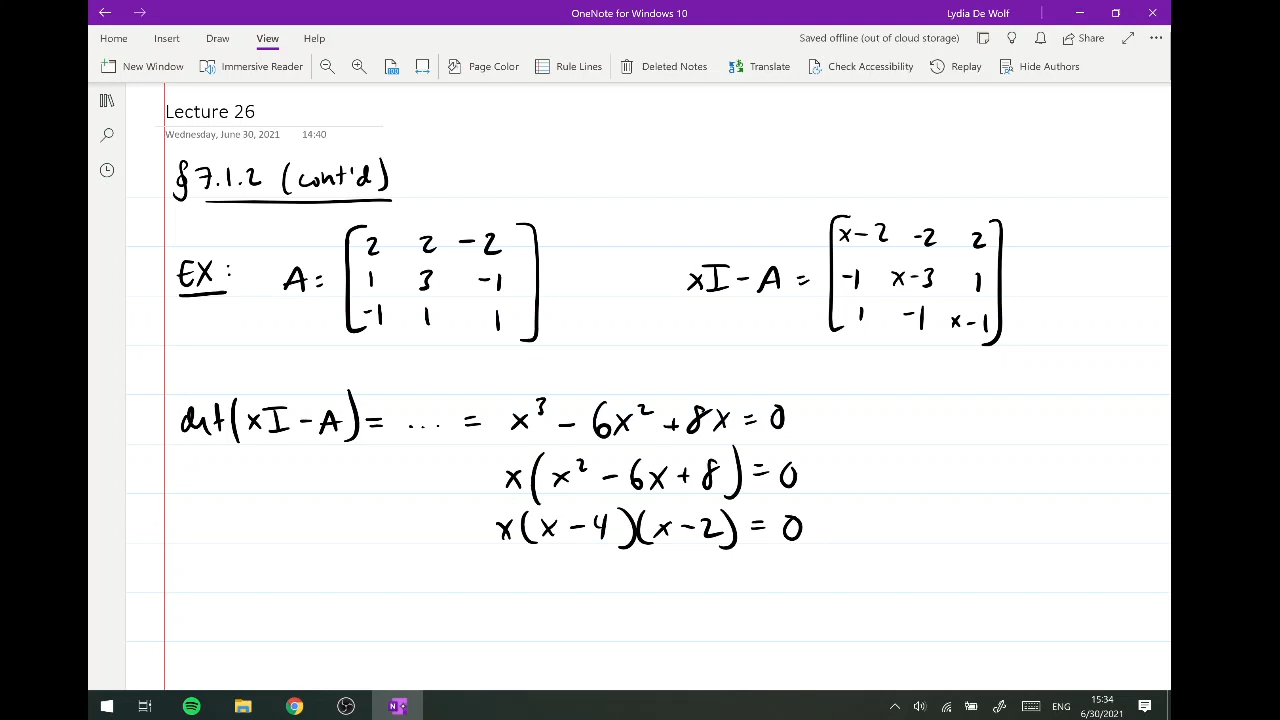 OneNote for Windows 10
Lydia De Wolf
Home Insert Draw View Help
Saved offline (out of cloud storage)
Share
New Window
Immersive Reader
Page Color
Rule Lines
Deleted Notes
Translate
Check Accessibility
Replay
Hide Authors
Lecture 26
Wednesday, June 30, 2021 14:40
§ 7.1.2 (cont'd)
EX: A = [2 2 -2
1 3 -1
-1 1 1]
xI - A = [x-2 -2 2
-1 x-3 1
1 -1 x-1]
det(xI - A) = ... = x³ - 6x² + 8x = 0
x(x² - 6x + 8) = 0
x(x - 4)(x - 2) = 0
ENG
15:34
6/30/2021